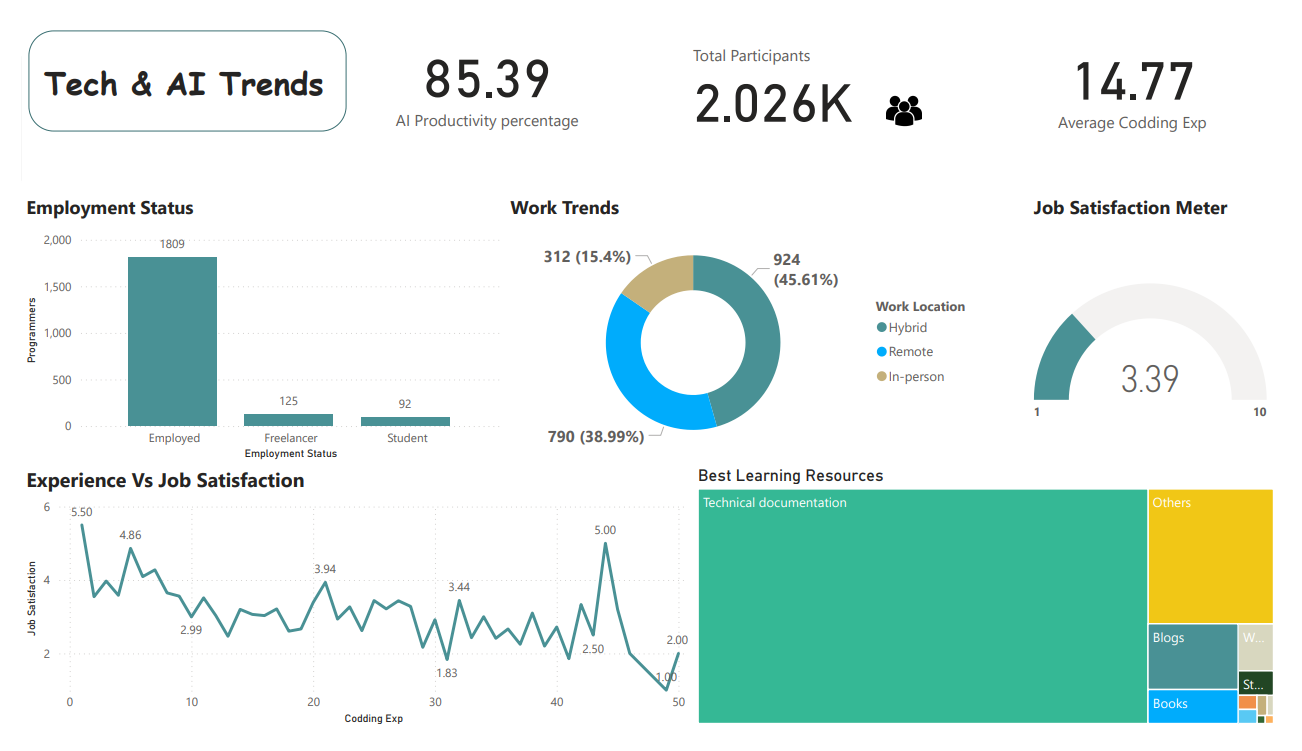 Tech & AI Trends
85.39
AI Productivity percentage
Total Participants
2.026K
14.77
Average Codding Exp
Employment Status
2,000
1,500
1,000
500
0
Programmers
1809
125
92
Employed
Freelancer
Student
Employment Status
Work Trends
312 (15.4%)
924
(45.61%)
790 (38.99%)
Work Location
Hybrid
Remote
In-person
Job Satisfaction Meter
3.39
1
10
Experience Vs Job Satisfaction
6
4
2
Job Satisfaction
5.50
4.86
2.99
3.94
1.83
3.44
2.50
5.00
1.00
2.00
0
10
20
30
40
50
Codding Exp
Best Learning Resources
Technical documentation
Others
Blogs
W...
St...
Books